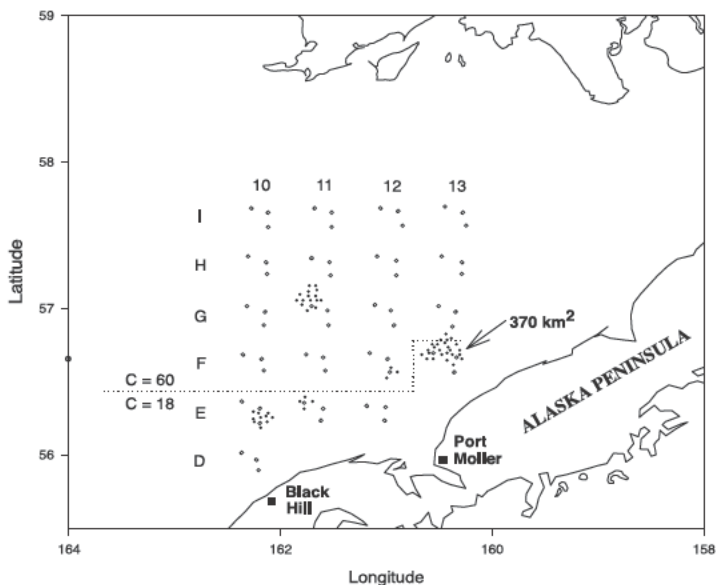 59
58
57
56
Latitude
10 11 12 13
I
H
G
F
E
D
370 km²
C = 60
C = 18
ALASKA PENINSULA
Port
Moller
Black
Hill
164 162 160 158
Longitude